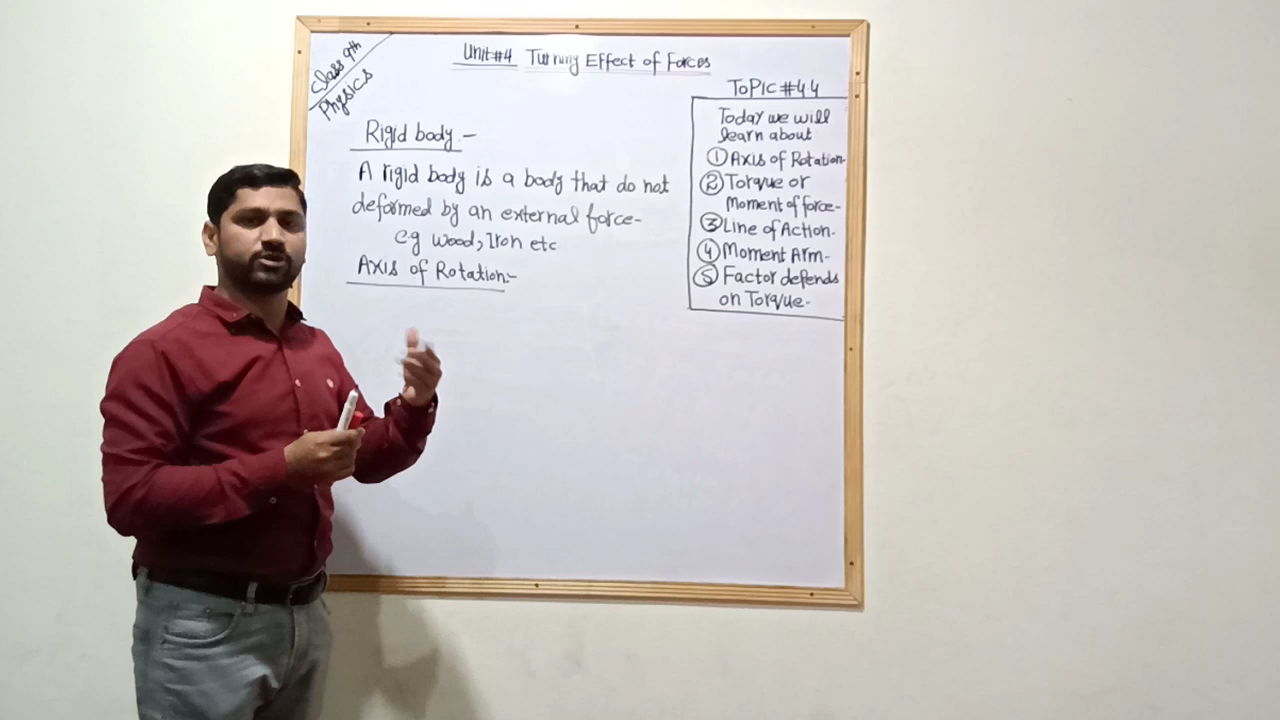 Class 9th
Physics
Unit#4 Turning Effect of Forces
Rigid body:-
A rigid body is a body that do not
deformed by an external force-
e.g wood, Iron etc
Axis of Rotation:-
Topic #4.4
Today we will
learn about
① Axis of Rotation-
② Torque or
Moment of force-
③ Line of Action-
④ Moment Arm-
⑤ Factor depends
on Torque-